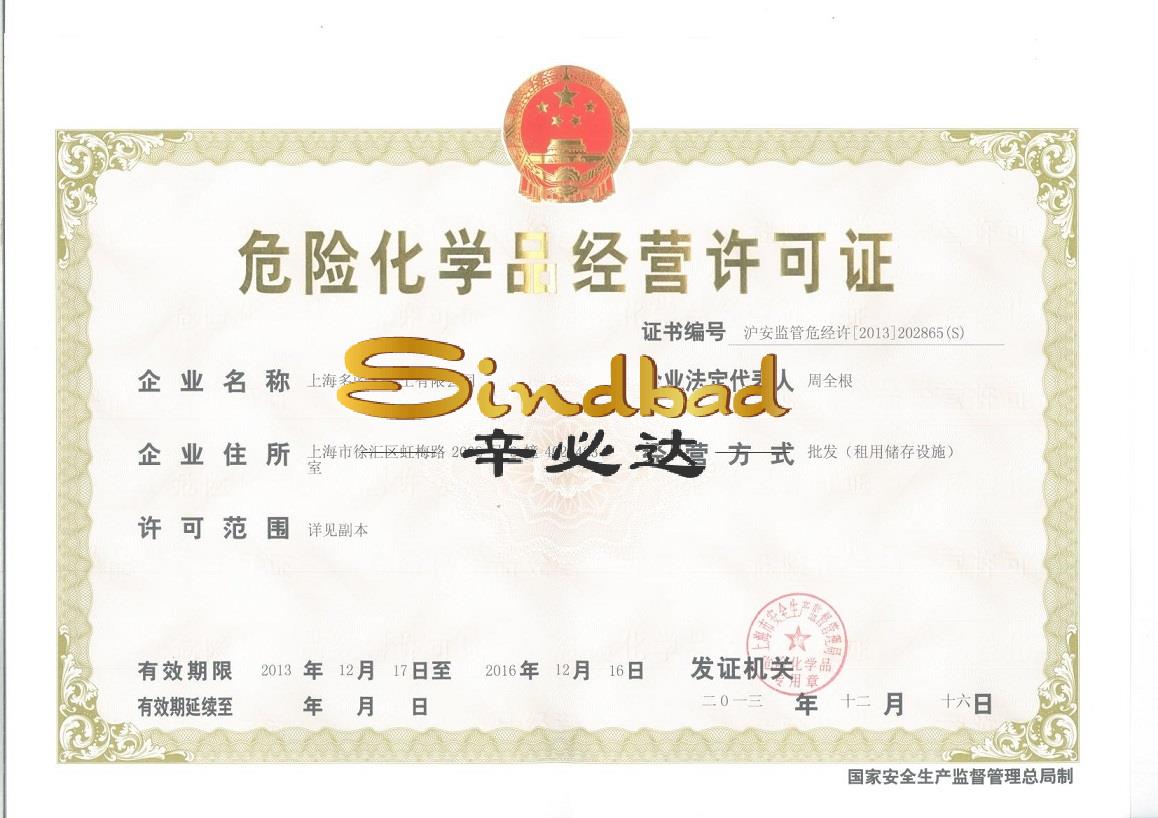 危险化学品经营许可证
证书编号 沪安监管危经许[2013]202865(S)
企业名称 上海多 有限公司 企业法定代表人 周全根
Sindbad
辛必达
企业住所 上海市徐汇区虹梅路 经营方式 批发（租用储存设施）
室
许可范围 详见副本
上海市安全生产监督管理局
危险化学品
专用章
有效期限 2013 年 12 月 17 日至 2016 年 12 月 16 日 发证机关
有效期延续至 年 月 日 二0一三 年 十二 月 十六 日
国家安全生产监督管理总局制